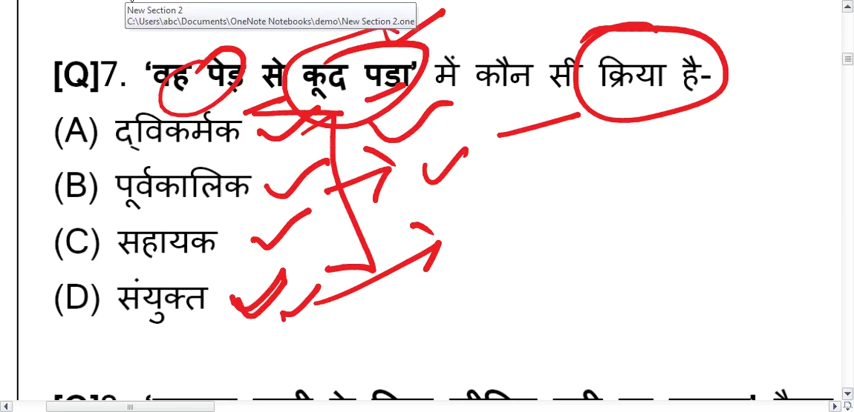 New Section 2
C:\Users\abc\Documents\OneNote Notebooks\demo\New Section 2.one
[Q]7. 'वह पेड़ से कूद पडा' में कौन सी क्रिया है-
(A) द्विकर्मक
(B) पूर्वकालिक
(C) सहायक
(D) संयुक्त